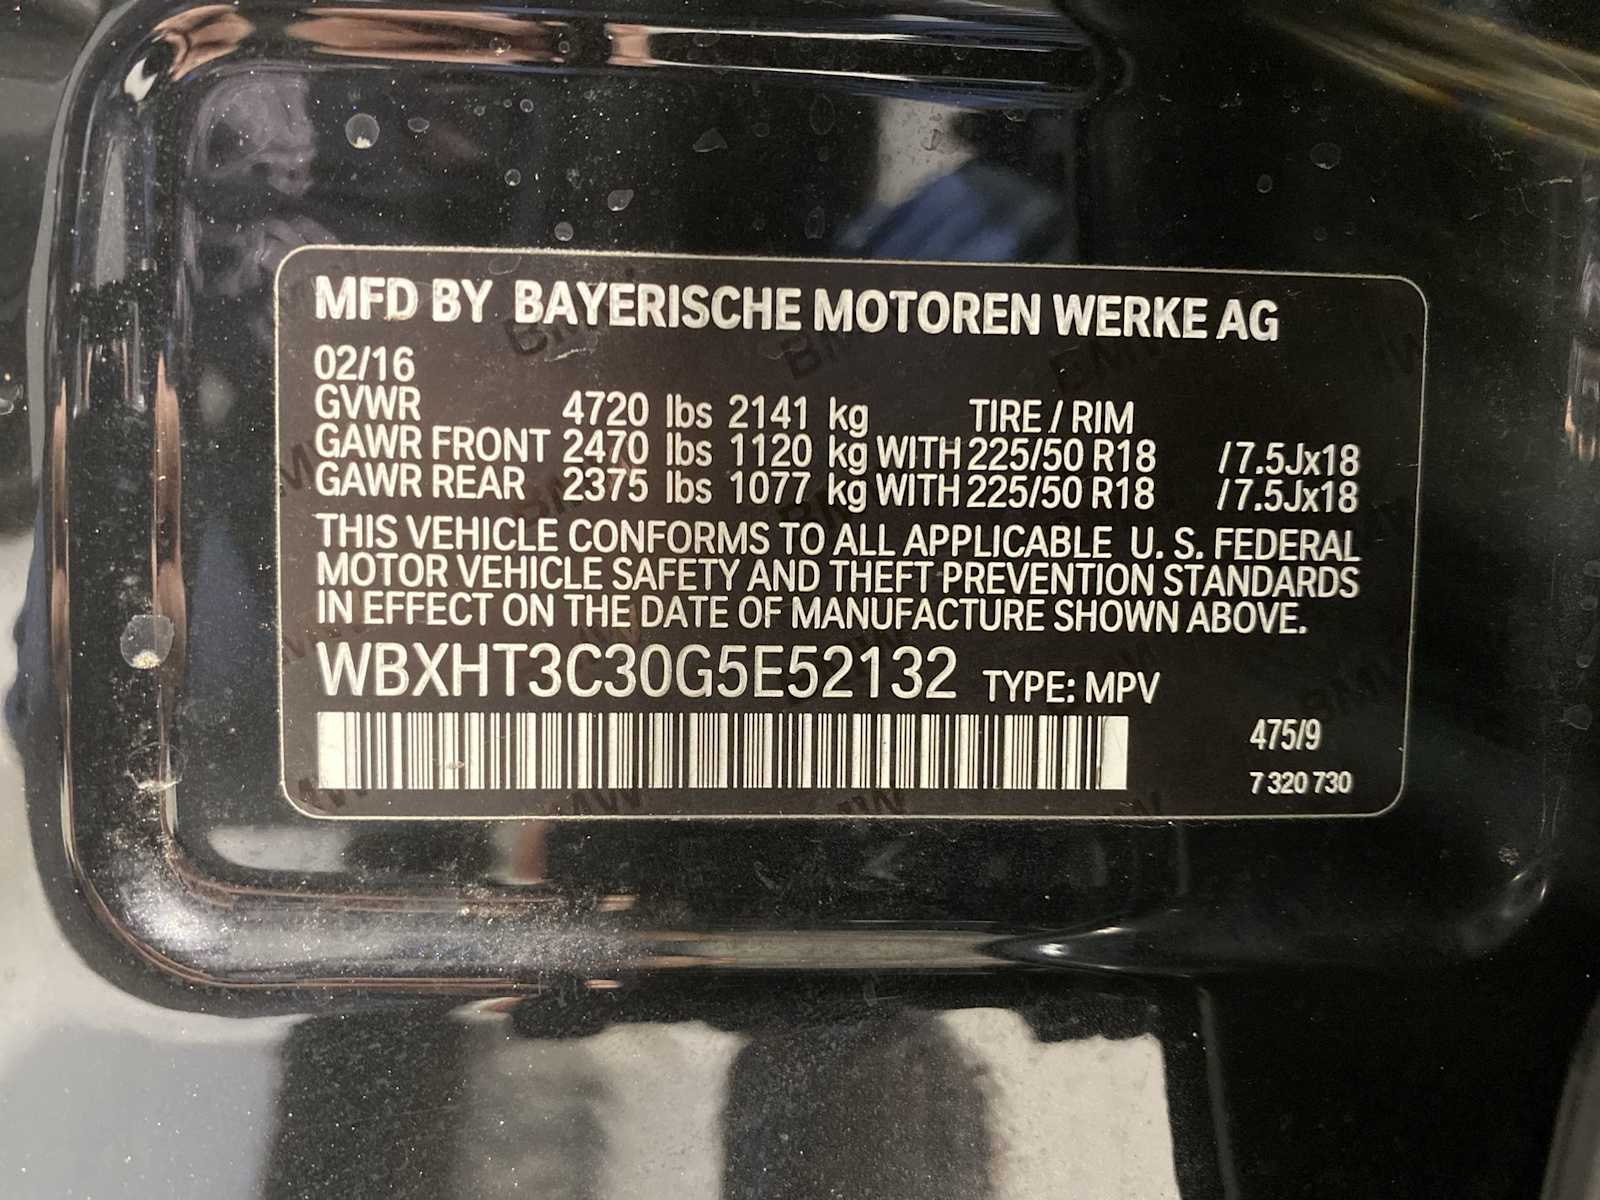 MFD BY BAYERISCHE MOTOREN WERKE AG
02/16
GVWR 4720 lbs 2141 kg TIRE / RIM
GAWR FRONT 2470 lbs 1120 kg WITH 225/50 R18 /7.5Jx18
GAWR REAR 2375 lbs 1077 kg WITH 225/50 R18 /7.5Jx18
THIS VEHICLE CONFORMS TO ALL APPLICABLE U. S. FEDERAL
MOTOR VEHICLE SAFETY AND THEFT PREVENTION STANDARDS
IN EFFECT ON THE DATE OF MANUFACTURE SHOWN ABOVE.
WBXHT3C30G5E52132 TYPE: MPV
475/9
7 320 730